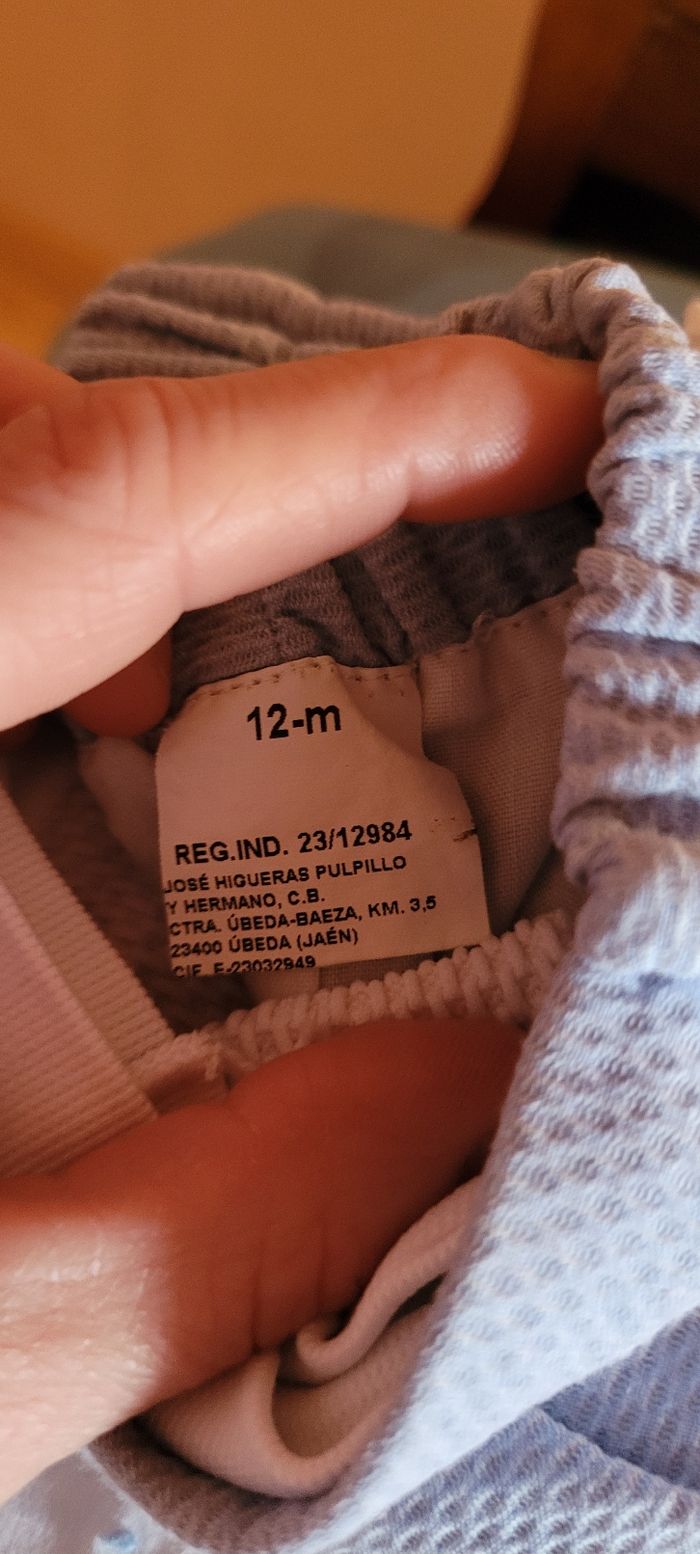 12-m
REG.IND. 23/12984
JOSÉ HIGUERAS PULPILLO
Y HERMANO, C.B.
CTRA. ÚBEDA-BAEZA, KM. 3,5
23400 ÚBEDA (JAÉN)
CIF. E-23032949